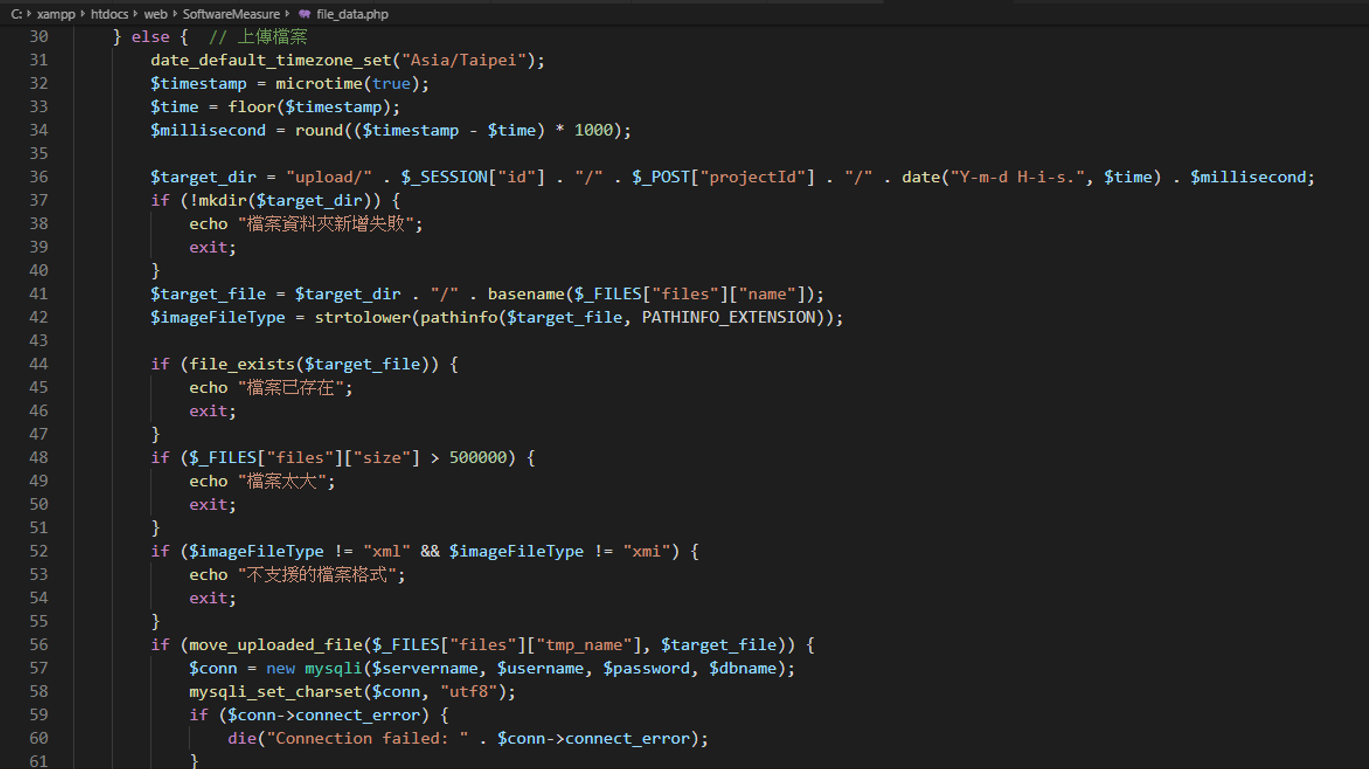 C: › xampp › htdocs › web › SoftwareMeasure › file_data.php
30 } else { // 上傳檔案
31 date_default_timezone_set("Asia/Taipei");
32 $timestamp = microtime(true);
33 $time = floor($timestamp);
34 $millisecond = round(($timestamp - $time) * 1000);
35
36 $target_dir = "upload/" . $_SESSION["id"] . "/" . $_POST["projectId"] . "/" . date("Y-m-d H-i-s.", $time) . $millisecond;
37 if (!mkdir($target_dir)) {
38 echo "檔案資料夾新增失敗";
39 exit;
40 }
41 $target_file = $target_dir . "/" . basename($_FILES["files"]["name"]);
42 $imageFileType = strtolower(pathinfo($target_file, PATHINFO_EXTENSION));
43
44 if (file_exists($target_file)) {
45 echo "檔案已存在";
46 exit;
47 }
48 if ($_FILES["files"]["size"] > 500000) {
49 echo "檔案太大";
50 exit;
51 }
52 if ($imageFileType != "xml" && $imageFileType != "xmi") {
53 echo "不支援的檔案格式";
54 exit;
55 }
56 if (move_uploaded_file($_FILES["files"]["tmp_name"], $target_file)) {
57 $conn = new mysqli($servername, $username, $password, $dbname);
58 mysqli_set_charset($conn, "utf8");
59 if ($conn->connect_error) {
60 die("Connection failed: " . $conn->connect_error);
61 }